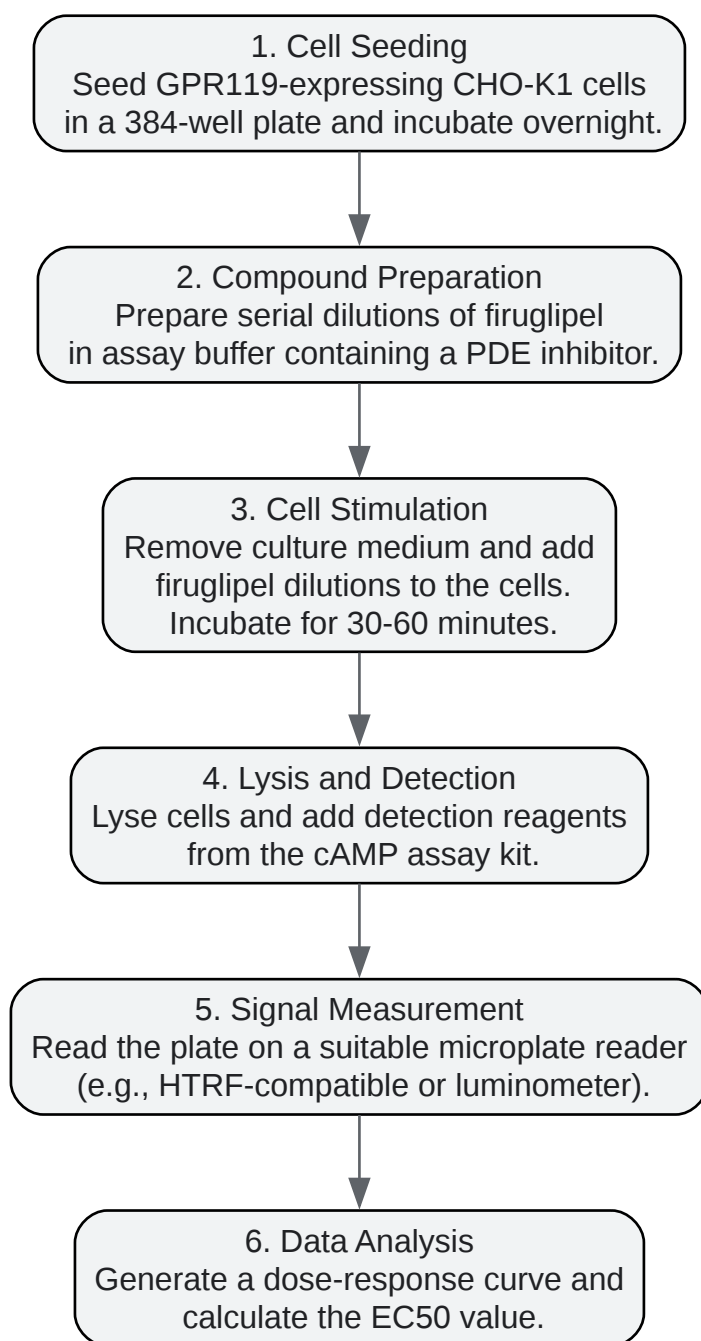 1. Cell Seeding
Seed GPR119-expressing CHO-K1 cells
in a 384-well plate and incubate overnight.
2. Compound Preparation
Prepare serial dilutions of firuglipel
in assay buffer containing a PDE inhibitor.
3. Cell Stimulation
Remove culture medium and add
firuglipel dilutions to the cells.
Incubate for 30-60 minutes.
4. Lysis and Detection
Lyse cells and add detection reagents
from the cAMP assay kit.
5. Signal Measurement
Read the plate on a suitable microplate reader
(e.g., HTRF-compatible or luminometer).
6. Data Analysis
Generate a dose-response curve and
calculate the EC50 value.